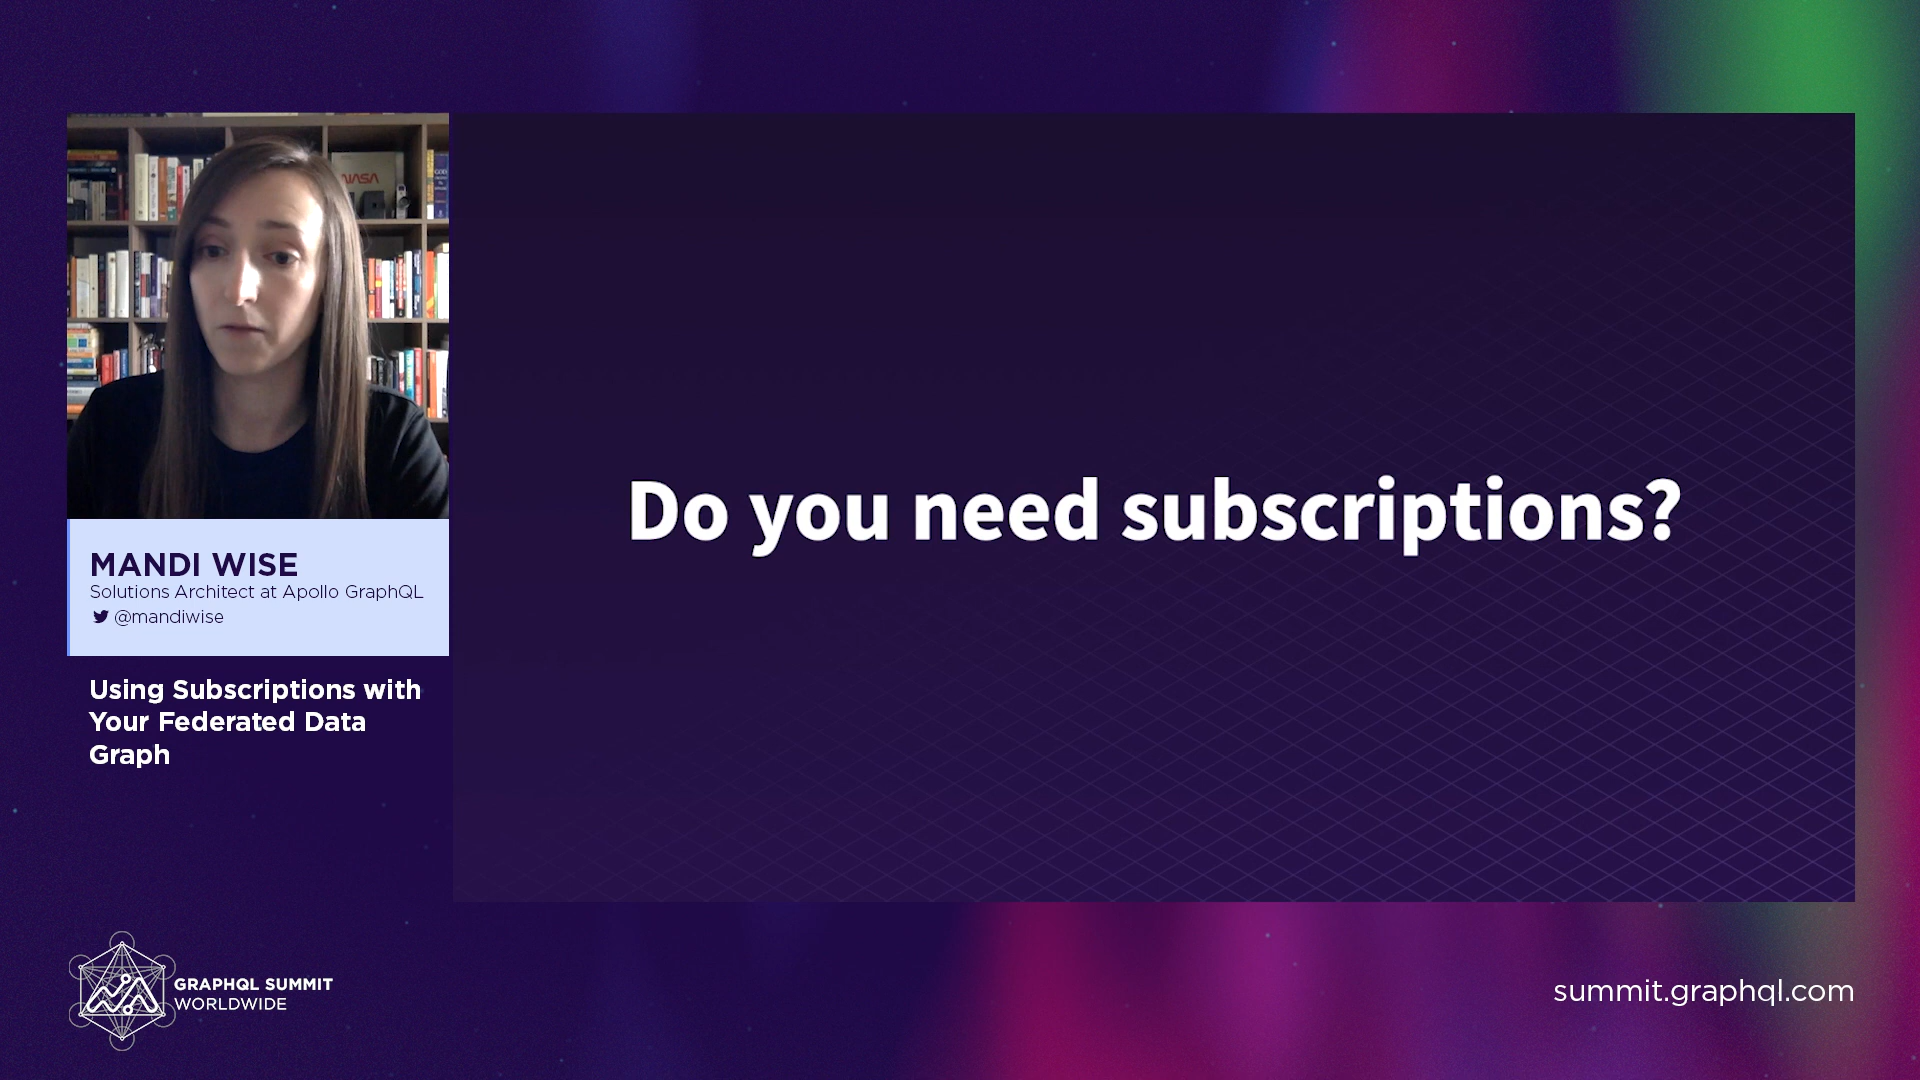 NASA
MANDI WISE
Solutions Architect at Apollo GraphQL
@mandiwise
Using Subscriptions with
Your Federated Data
Graph
Do you need subscriptions?
GRAPHQL SUMMIT
WORLDWIDE
summit.graphql.com